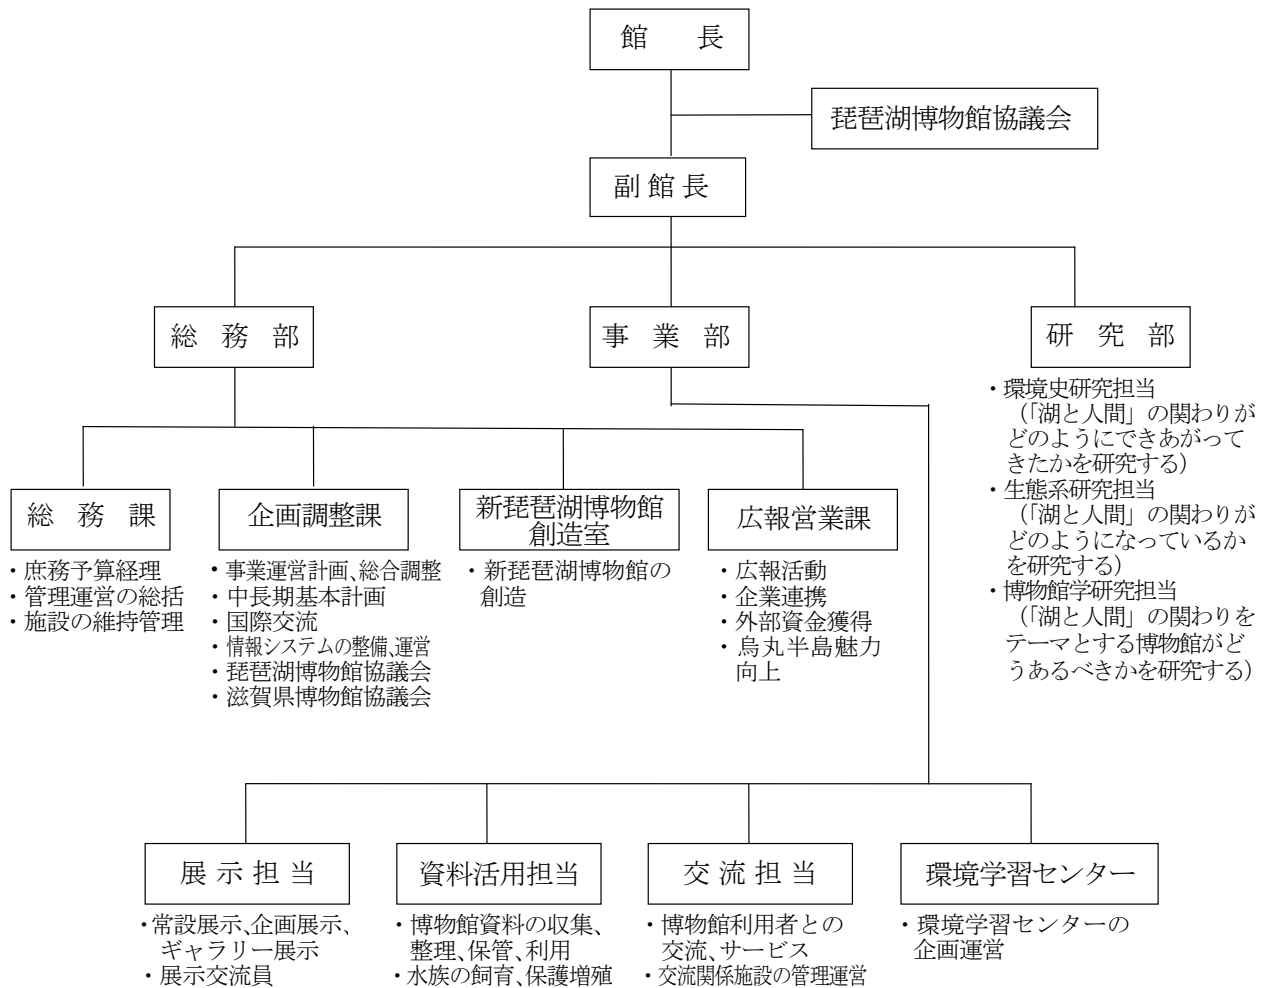 館　長
琵琶湖博物館協議会
副館長
総　務　部
事　業　部
研　究　部
・環境史研究担当
（「湖と人間」の関わりが
どのようにできあがって
きたかを研究する）
・生態系研究担当
（「湖と人間」の関わりが
どのようになっているか
を研究する）
・博物館学研究担当
（「湖と人間」の関わりを
テーマとする博物館がど
うあるべきかを研究する）
総　務　課
・庶務予算経理
・管理運営の総括
・施設の維持管理
企画調整課
・事業運営計画、総合調整
・中長期基本計画
・国際交流
・情報システムの整備、運営
・琵琶湖博物館協議会
・滋賀県博物館協議会
新琵琶湖博物館
創造室
・新琵琶湖博物館の
創造
広報営業課
・広報活動
・企業連携
・外部資金獲得
・烏丸半島魅力
向上
展示担当
・常設展示、企画展示、
ギャラリー展示
・展示交流員
資料活用担当
・博物館資料の収集、
整理、保管、利用
・水族の飼育、保護増殖
交流担当
・博物館利用者との
交流、サービス
・交流関係施設の管理運営
環境学習センター
・環境学習センターの
企画運営